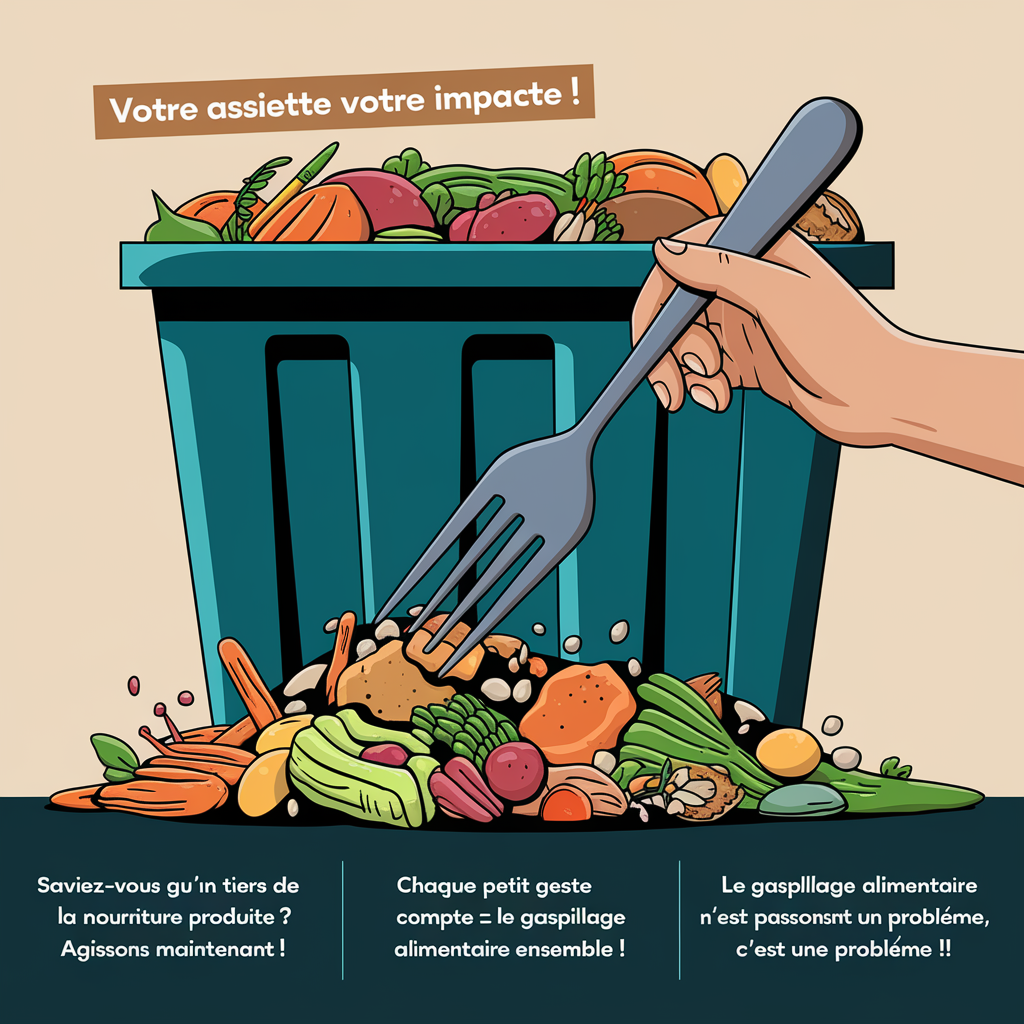 Votre assiette votre impacte !
Saviez-vous gu'ın tiers de
la nourriture produite ?
Agissons maintenant !
Chaque petit geste
compte = le gaspillage
alimentaire ensemble !
Le gasplllage alimentaire
n'est passonsnt un probléme,
c'est une probléme !!